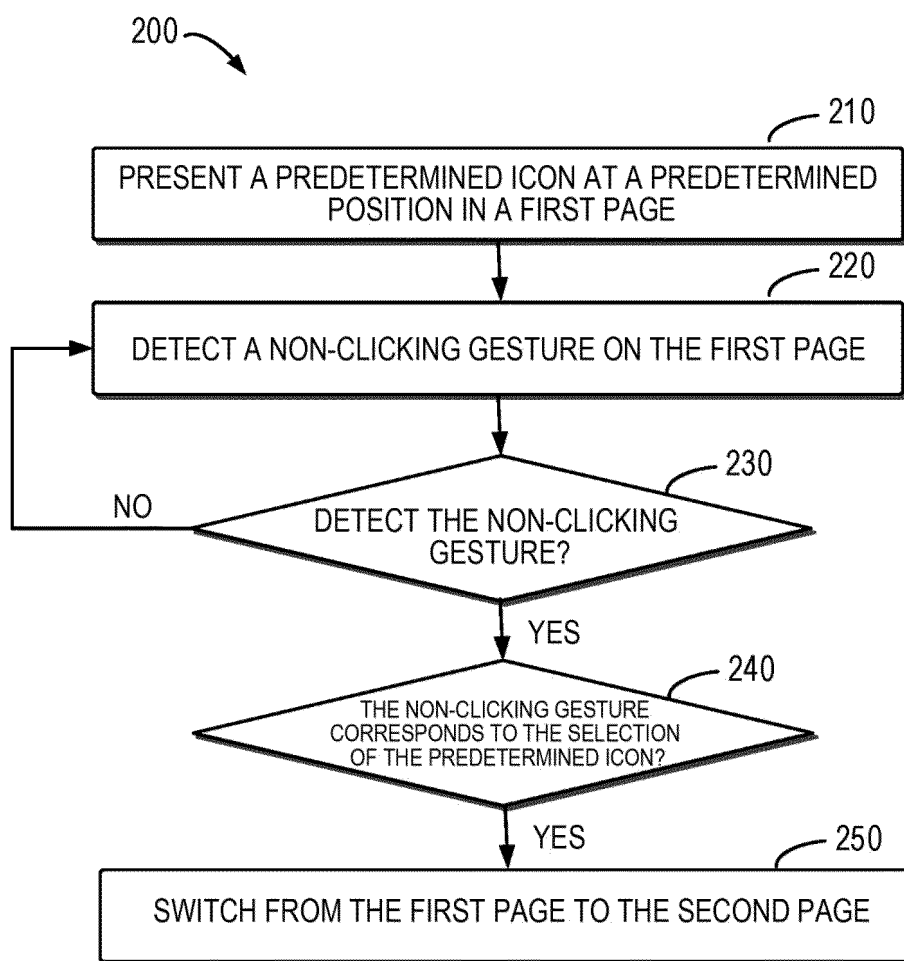 200
210
PRESENT A PREDETERMINED ICON AT A PREDETERMINED
POSITION IN A FIRST PAGE
220
DETECT A NON-CLICKING GESTURE ON THE FIRST PAGE
230
NO
DETECT THE NON-CLICKING
GESTURE?
YES
240
THE NON-CLICKING GESTURE
CORRESPONDS TO THE SELECTION
OF THE PREDETERMINED ICON?
YES
250
SWITCH FROM THE FIRST PAGE TO THE SECOND PAGE